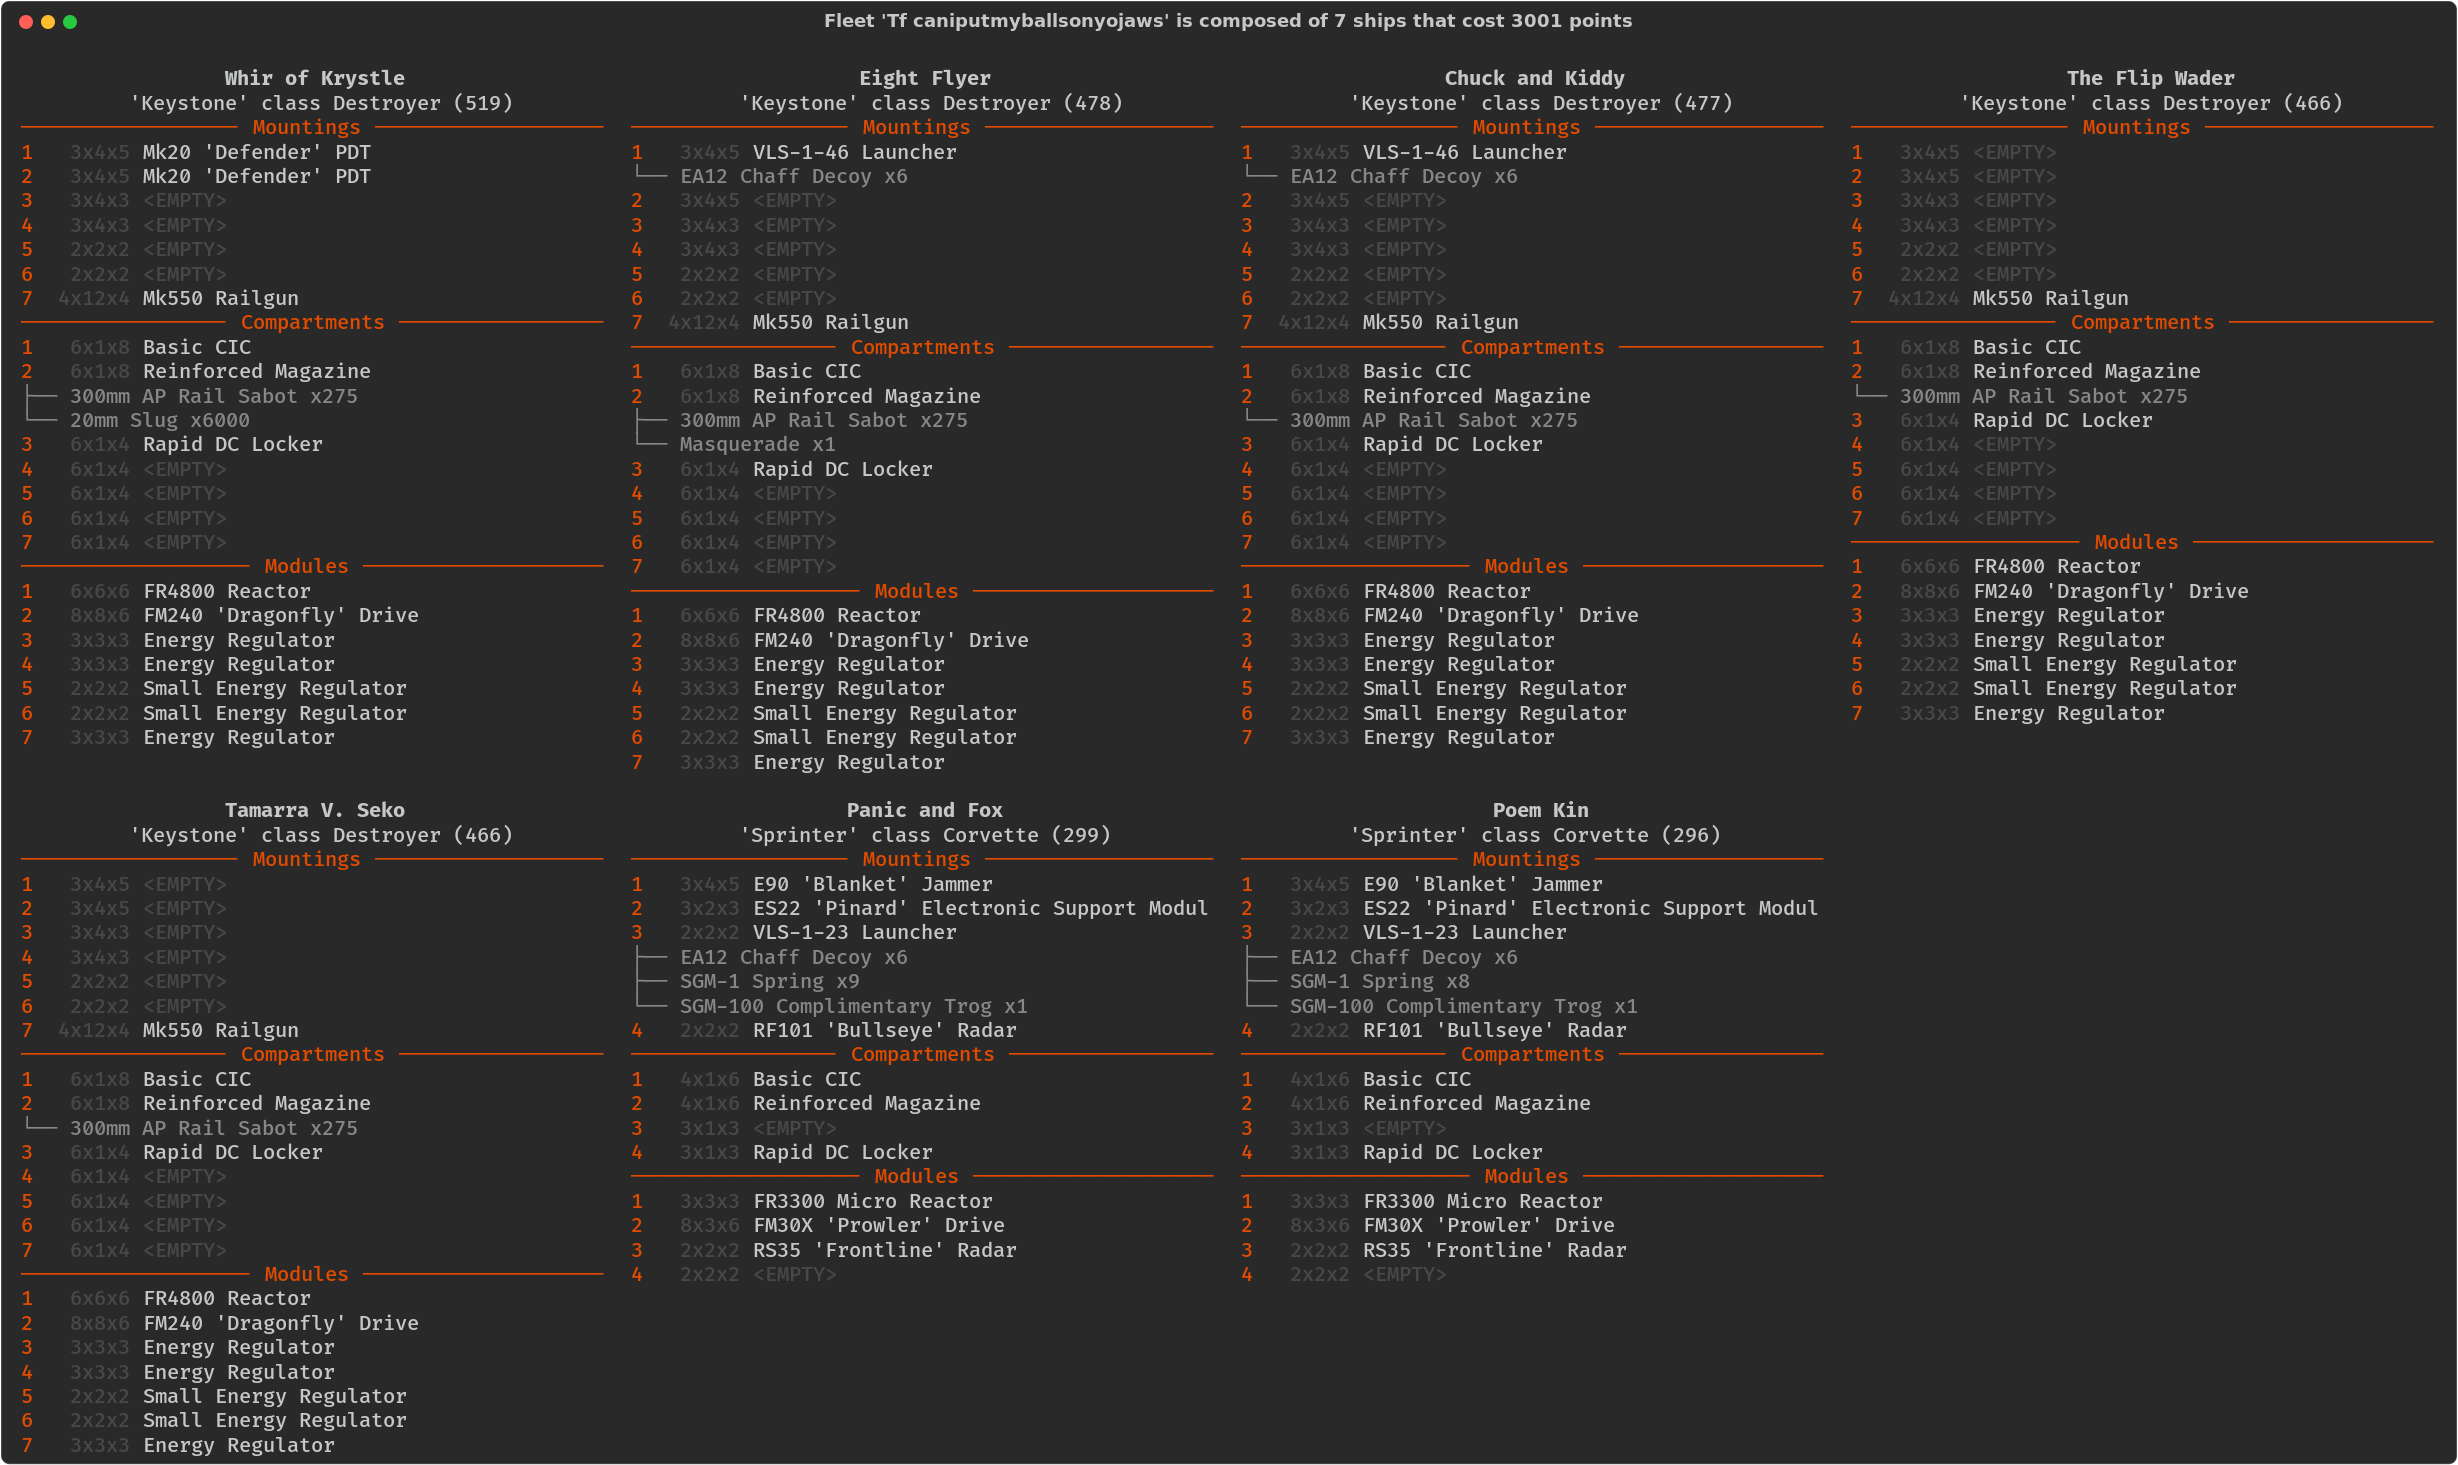 Fleet 'Tf caniputmyballsonyojaws' is composed of 7 ships that cost 3001 points
Whir of Krystle
'Keystone' class Destroyer (519)
Mountings
1 3x4x5 Mk20 'Defender' PDT
2 3x4x5 Mk20 'Defender' PDT
3 3x4x3 <EMPTY>
4 3x4x3 <EMPTY>
5 2x2x2 <EMPTY>
6 2x2x2 <EMPTY>
7 4x12x4 Mk550 Railgun
Compartments
1 6x1x8 Basic CIC
2 6x1x8 Reinforced Magazine
300mm AP Rail Sabot x275
20mm Slug x6000
3 6x1x4 Rapid DC Locker
4 6x1x4 <EMPTY>
5 6x1x4 <EMPTY>
6 6x1x4 <EMPTY>
7 6x1x4 <EMPTY>
Modules
1 6x6x6 FR4800 Reactor
2 8x8x6 FM240 'Dragonfly' Drive
3 3x3x3 Energy Regulator
4 3x3x3 Energy Regulator
5 2x2x2 Small Energy Regulator
6 2x2x2 Small Energy Regulator
7 3x3x3 Energy Regulator
Eight Flyer
'Keystone' class Destroyer (478)
Mountings
1 3x4x5 VLS-1-46 Launcher
EA12 Chaff Decoy x6
2 3x4x5 <EMPTY>
3 3x4x3 <EMPTY>
4 3x4x3 <EMPTY>
5 2x2x2 <EMPTY>
6 2x2x2 <EMPTY>
7 4x12x4 Mk550 Railgun
Compartments
1 6x1x8 Basic CIC
2 6x1x8 Reinforced Magazine
300mm AP Rail Sabot x275
Masquerade x1
3 6x1x4 Rapid DC Locker
4 6x1x4 <EMPTY>
5 6x1x4 <EMPTY>
6 6x1x4 <EMPTY>
7 6x1x4 <EMPTY>
Modules
1 6x6x6 FR4800 Reactor
2 8x8x6 FM240 'Dragonfly' Drive
3 3x3x3 Energy Regulator
4 3x3x3 Energy Regulator
5 2x2x2 Small Energy Regulator
6 2x2x2 Small Energy Regulator
7 3x3x3 Energy Regulator
Chuck and Kiddy
'Keystone' class Destroyer (477)
Mountings
1 3x4x5 VLS-1-46 Launcher
EA12 Chaff Decoy x6
2 3x4x5 <EMPTY>
3 3x4x3 <EMPTY>
4 3x4x3 <EMPTY>
5 2x2x2 <EMPTY>
6 2x2x2 <EMPTY>
7 4x12x4 Mk550 Railgun
Compartments
1 6x1x8 Basic CIC
2 6x1x8 Reinforced Magazine
300mm AP Rail Sabot x275
3 6x1x4 Rapid DC Locker
4 6x1x4 <EMPTY>
5 6x1x4 <EMPTY>
6 6x1x4 <EMPTY>
7 6x1x4 <EMPTY>
Modules
1 6x6x6 FR4800 Reactor
2 8x8x6 FM240 'Dragonfly' Drive
3 3x3x3 Energy Regulator
4 3x3x3 Energy Regulator
5 2x2x2 Small Energy Regulator
6 2x2x2 Small Energy Regulator
7 3x3x3 Energy Regulator
The Flip Wader
'Keystone' class Destroyer (466)
Mountings
1 3x4x5 <EMPTY>
2 3x4x5 <EMPTY>
3 3x4x3 <EMPTY>
4 3x4x3 <EMPTY>
5 2x2x2 <EMPTY>
6 2x2x2 <EMPTY>
7 4x12x4 Mk550 Railgun
Compartments
1 6x1x8 Basic CIC
2 6x1x8 Reinforced Magazine
300mm AP Rail Sabot x275
3 6x1x4 Rapid DC Locker
4 6x1x4 <EMPTY>
5 6x1x4 <EMPTY>
6 6x1x4 <EMPTY>
7 6x1x4 <EMPTY>
Modules
1 6x6x6 FR4800 Reactor
2 8x8x6 FM240 'Dragonfly' Drive
3 3x3x3 Energy Regulator
4 3x3x3 Energy Regulator
5 2x2x2 Small Energy Regulator
6 2x2x2 Small Energy Regulator
7 3x3x3 Energy Regulator
Tamarra V. Seko
'Keystone' class Destroyer (466)
Mountings
1 3x4x5 <EMPTY>
2 3x4x5 <EMPTY>
3 3x4x3 <EMPTY>
4 3x4x3 <EMPTY>
5 2x2x2 <EMPTY>
6 2x2x2 <EMPTY>
7 4x12x4 Mk550 Railgun
Compartments
1 6x1x8 Basic CIC
2 6x1x8 Reinforced Magazine
300mm AP Rail Sabot x275
3 6x1x4 Rapid DC Locker
4 6x1x4 <EMPTY>
5 6x1x4 <EMPTY>
6 6x1x4 <EMPTY>
7 6x1x4 <EMPTY>
Modules
1 6x6x6 FR4800 Reactor
2 8x8x6 FM240 'Dragonfly' Drive
3 3x3x3 Energy Regulator
4 3x3x3 Energy Regulator
5 2x2x2 Small Energy Regulator
6 2x2x2 Small Energy Regulator
7 3x3x3 Energy Regulator
Panic and Fox
'Sprinter' class Corvette (299)
Mountings
1 3x4x5 E90 'Blanket' Jammer
2 3x2x3 ES22 'Pinard' Electronic Support Modul
3 2x2x2 VLS-1-23 Launcher
EA12 Chaff Decoy x6
SGM-1 Spring x9
SGM-100 Complimentary Trog x1
4 2x2x2 RF101 'Bullseye' Radar
Compartments
1 4x1x6 Basic CIC
2 4x1x6 Reinforced Magazine
3 3x1x3 <EMPTY>
4 3x1x3 Rapid DC Locker
Modules
1 3x3x3 FR3300 Micro Reactor
2 8x3x6 FM30X 'Prowler' Drive
3 2x2x2 RS35 'Frontline' Radar
4 2x2x2 <EMPTY>
Poem Kin
'Sprinter' class Corvette (296)
Mountings
1 3x4x5 E90 'Blanket' Jammer
2 3x2x3 ES22 'Pinard' Electronic Support Modul
3 2x2x2 VLS-1-23 Launcher
EA12 Chaff Decoy x6
SGM-1 Spring x8
SGM-100 Complimentary Trog x1
4 2x2x2 RF101 'Bullseye' Radar
Compartments
1 4x1x6 Basic CIC
2 4x1x6 Reinforced Magazine
3 3x1x3 <EMPTY>
4 3x1x3 Rapid DC Locker
Modules
1 3x3x3 FR3300 Micro Reactor
2 8x3x6 FM30X 'Prowler' Drive
3 2x2x2 RS35 'Frontline' Radar
4 2x2x2 <EMPTY>